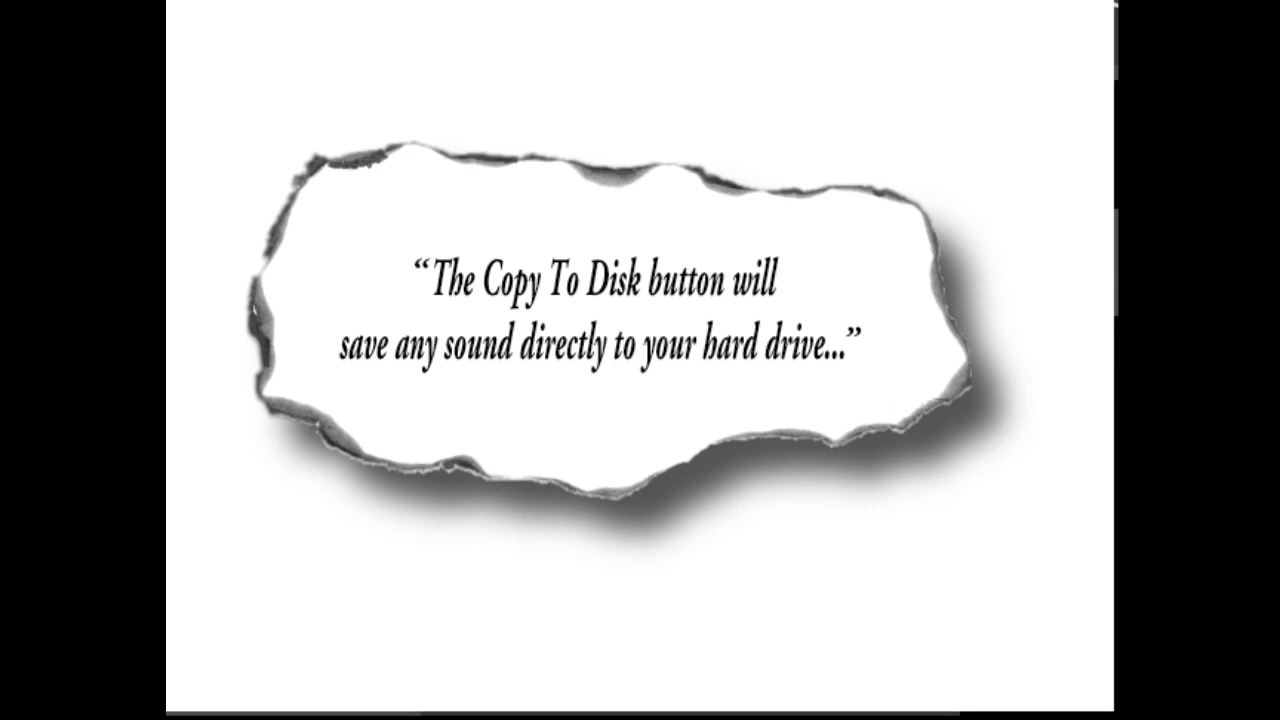 “The Copy To Disk button will
save any sound directly to your hard drive...”